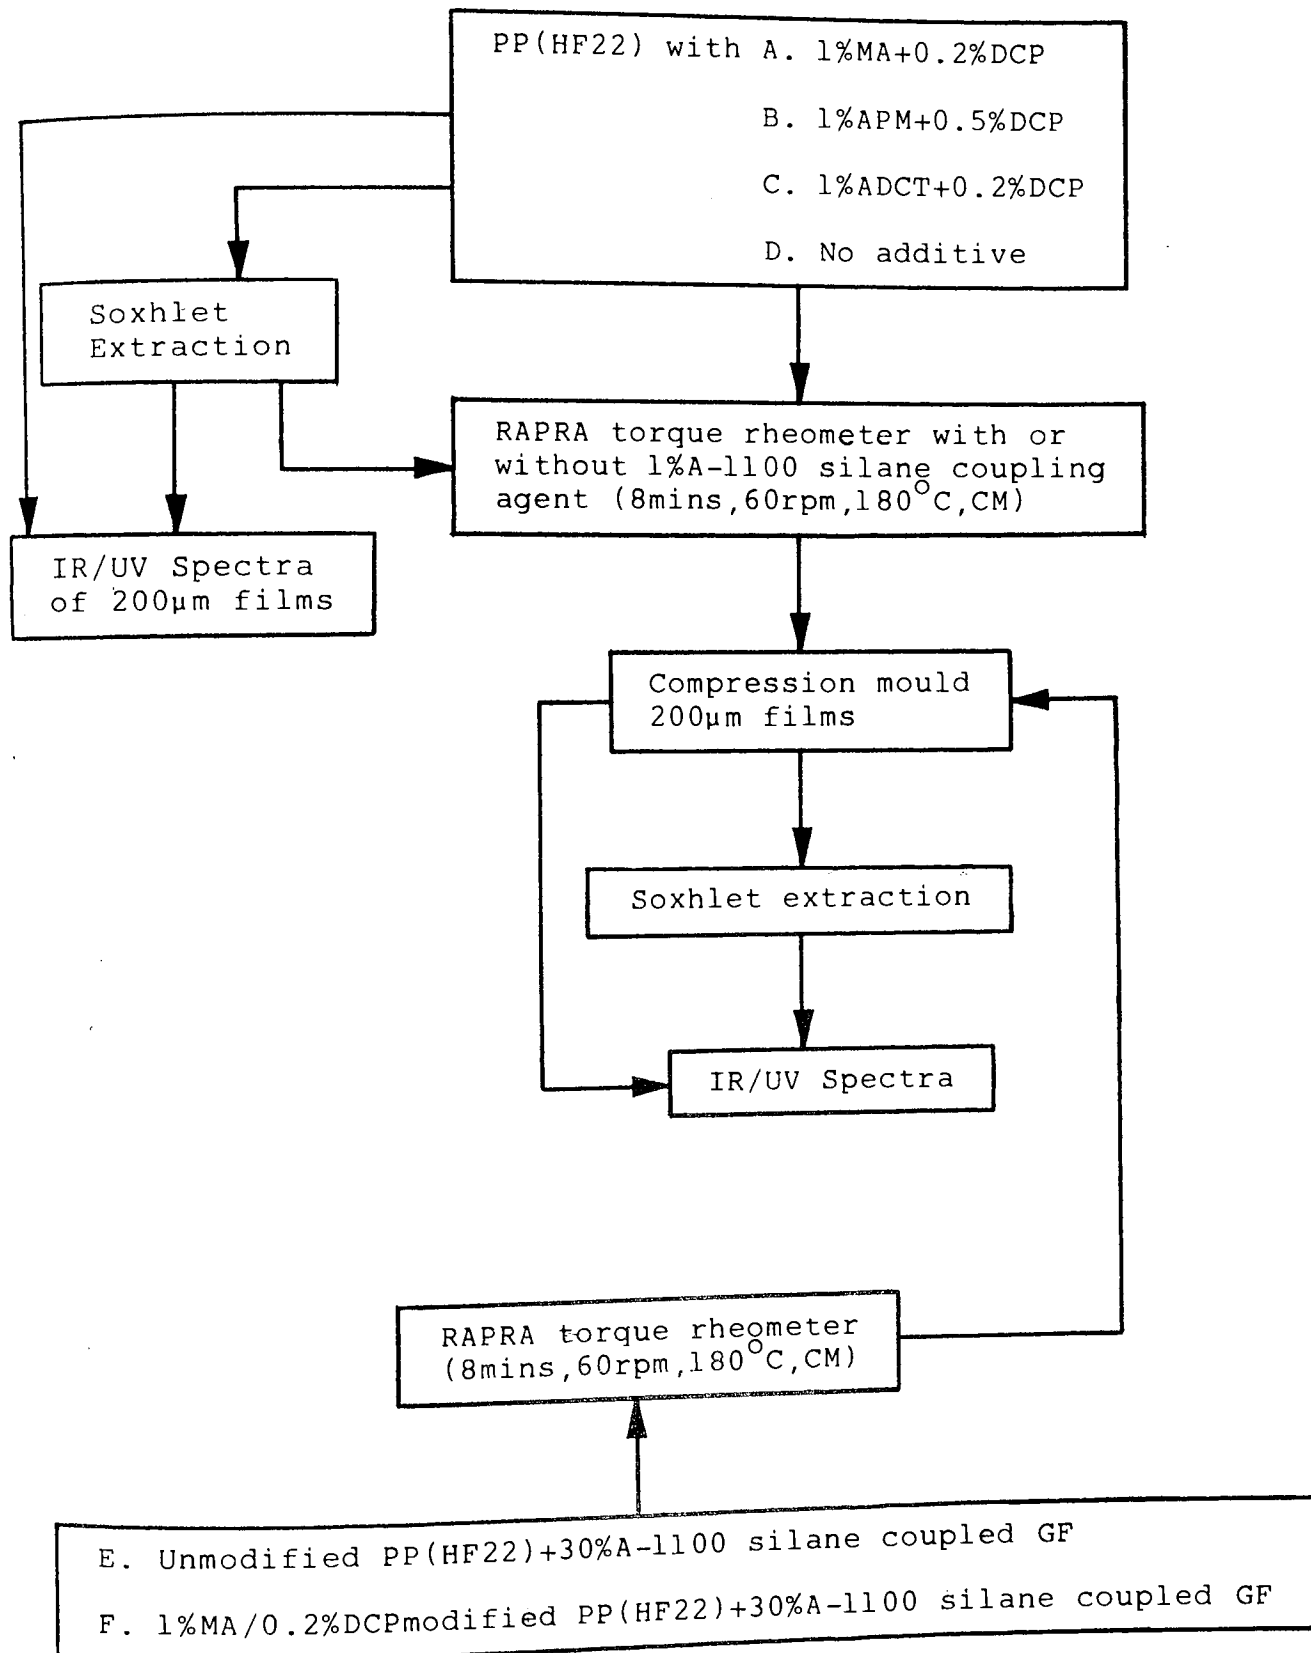 PP(HF22) with A. 1%MA+0.2%DCP
B. 1%APM+0.5%DCP
C. 1%ADCT+0.2%DCP
D. No additive
Soxhlet
Extraction
RAPRA torque rheometer with or
without 1%A-1100 silane coupling
agent (8mins,60rpm,180°C,CM)
IR/UV Spectra
of 200µm films
Compression mould
200µm films
Soxhlet extraction
IR/UV Spectra
RAPRA torque rheometer
(8mins,60rpm,180°C,CM)
E. Unmodified PP(HF22)+30%A-1100 silane coupled GF
F. 1%MA/0.2%DCPmodified PP(HF22)+30%A-1100 silane coupled GF